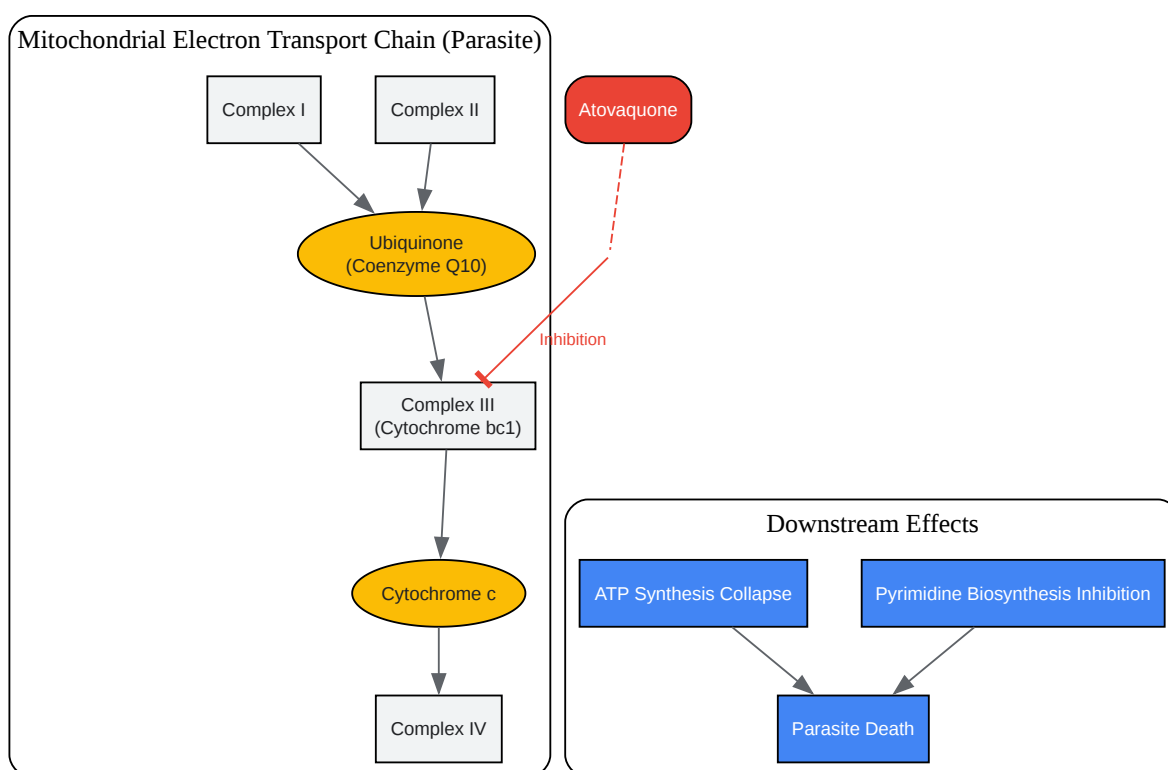 Mitochondrial Electron Transport Chain (Parasite)
Complex I
Complex II
Atovaquone
Ubiquinone
(Coenzyme Q10)
Inhibition
Complex III
(Cytochrome bc1)
Downstream Effects
Cytochrome c
ATP Synthesis Collapse
Pyrimidine Biosynthesis Inhibition
Complex IV
Parasite Death